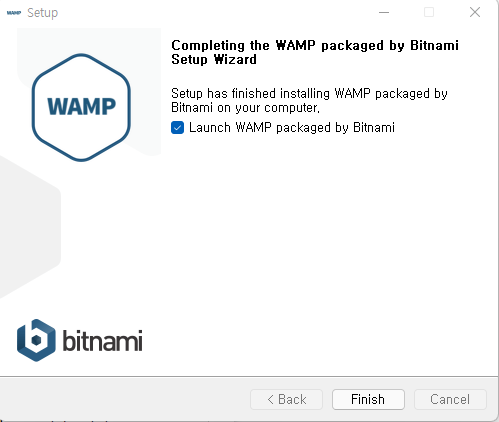 WAMP Setup
Completing the WAMP packaged by Bitnami
Setup Wizard
WAMP
Setup has finished installing WAMP packaged by
Bitnami on your computer.
Launch WAMP packaged by Bitnami
bitnami
< Back
Finish
Cancel